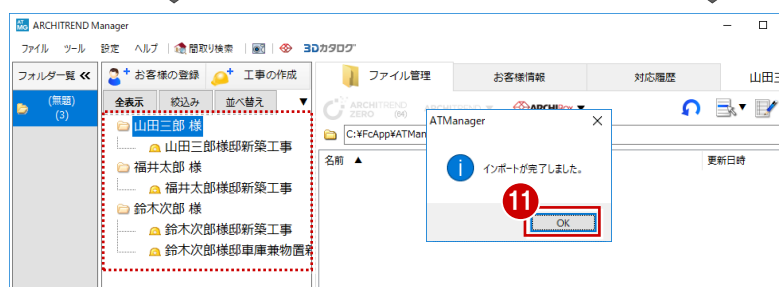 ARCHITREND Manager
ファイル ツール 設定 ヘルプ 間取り検索 3Dカタログ
フォルダ一覧 お客様の登録 工事の作成 ファイル管理 お客様情報 対応履歴 山田三
(無題)
(3)
全表示 絞込み 並べ替え ▼
ARCHITREND
ZERO (64)
ARCHITREND ▼ ARCHIBox ▼
山田三郎 様
山田三郎様邸新築工事
福井太郎 様
福井太郎様邸新築工事
鈴木次郎 様
鈴木次郎様邸新築工事
鈴木次郎様邸車庫兼物置新
C:¥FcApp¥ATMan
名前 ▲ 更新日時
ATManager
インポートが完了しました。
11
OK